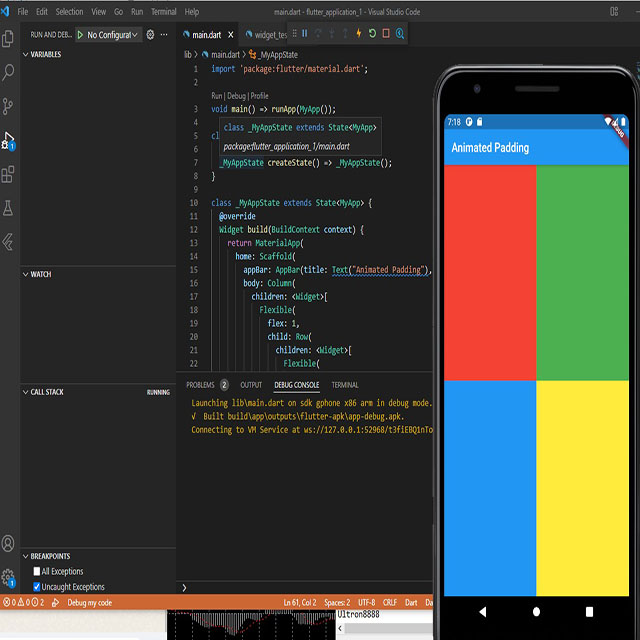 File Edit Selection View Go Run Terminal Help
main.dart - flutter_application_1 - Visual Studio Code
RUN AND DEB... No Configurat
main.dart
widget_tes
VARIABLES
lib > main.dart > _MyAppState
1 import 'package:flutter/material.dart';
2
Run | Debug | Profile
3 void main() => runApp(MyApp());
4
class _MyAppState extends State<MyApp>
5 cl
package:flutter_application_1/main.dart
6
7 _MyAppState createState() => _MyAppState();
8 }
9
10 class _MyAppState extends State<MyApp> {
11 @override
12 Widget build(BuildContext context) {
13 return MaterialApp(
14 home: Scaffold(
15 appBar: AppBar(title: Text("Animated Padding"),
16 body: Column(
17 children: <Widget>[
18 Flexible(
19 flex: 1,
20 child: Row(
21 children: <Widget>[
22 Flexible(
WATCH
CALL STACK RUNNING
PROBLEMS 2 OUTPUT DEBUG CONSOLE TERMINAL
Launching lib\main.dart on sdk gphone x86 arm in debug mode.
√ Built build\app\outputs\flutter-apk\app-debug.apk.
Connecting to VM Service at ws://127.0.0.1:52968/t3fiEBQ1nTo
BREAKPOINTS
All Exceptions
Uncaught Exceptions
1
1
0 0 2 Debug my code
Ln 61, Col 2 Spaces: 2 UTF-8 CRLF Dart Da
Ultron8888
7:18
DEBUG
Animated Padding